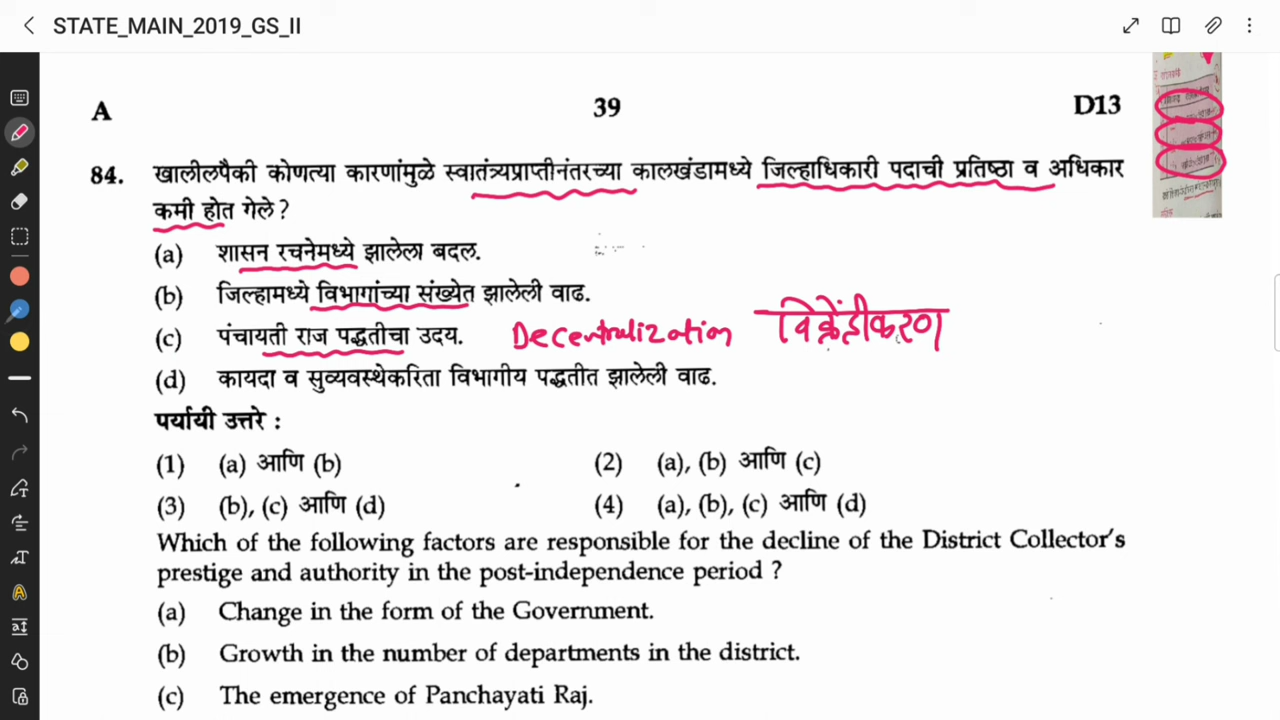 STATE_MAIN_2019_GS_II
A 39 D13
84. खालीलपैकी कोणत्या कारणांमुळे स्वातंत्र्यप्राप्तीनंतरच्या कालखंडामध्ये जिल्हाधिकारी पदाची प्रतिष्ठा व अधिकार
कमी होत गेले ?
(a) शासन रचनेमध्ये झालेला बदल.
(b) जिल्हामध्ये विभागांच्या संख्येत झालेली वाढ.
(c) पंचायती राज पद्धतीचा उदय. Decentralization विकेंद्रीकरण
(d) कायदा व सुव्यवस्थेकरिता विभागीय पद्धतीत झालेली वाढ.
पर्यायी उत्तरे :
(1) (a) आणि (b) (2) (a), (b) आणि (c)
(3) (b), (c) आणि (d) (4) (a), (b), (c) आणि (d)
Which of the following factors are responsible for the decline of the District Collector's
prestige and authority in the post-independence period ?
(a) Change in the form of the Government.
(b) Growth in the number of departments in the district.
(c) The emergence of Panchayati Raj.